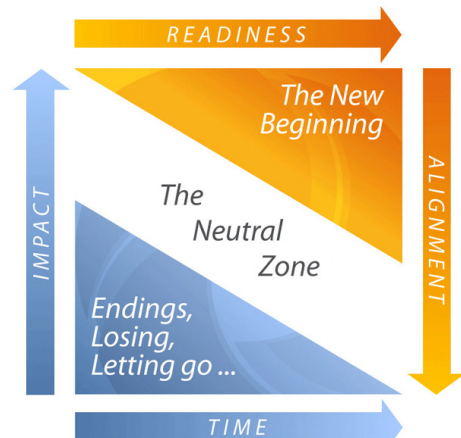 READINESS
The New
Beginning
IMPACT
ALIGNMENT
The
Neutral
Zone
Endings,
Losing,
Letting go ...
TIME